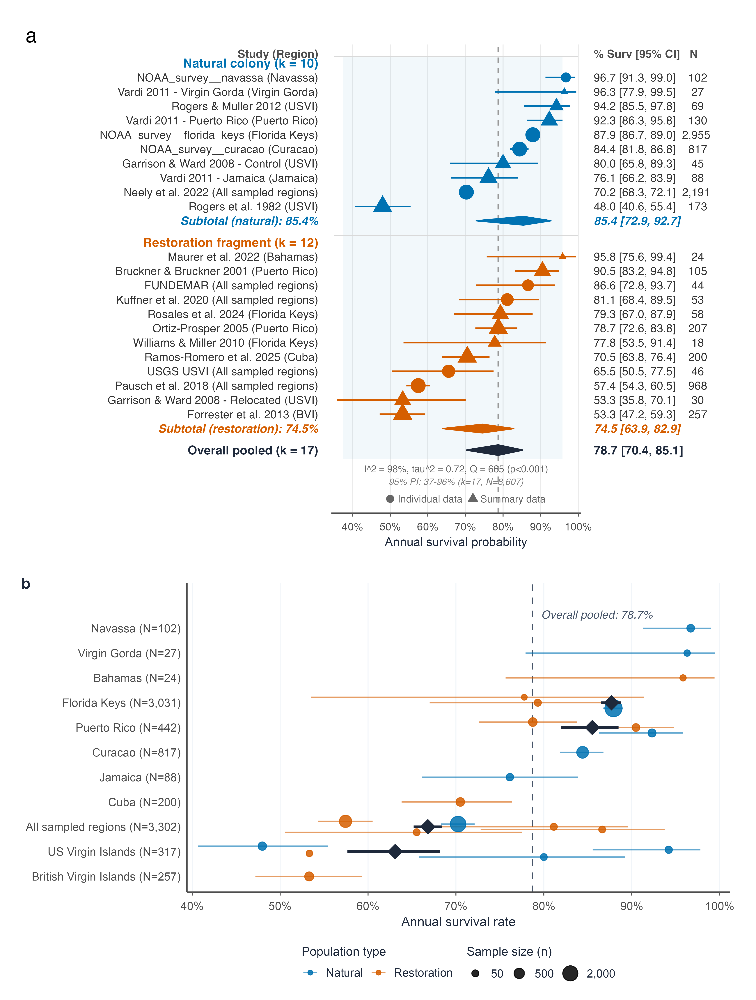 a
Study (Region) % Surv [95% CI] N
Natural colony (k = 10)
NOAA_survey__navassa (Navassa) 96.7 [91.3, 99.0] 102
Vardi 2011 - Virgin Gorda (Virgin Gorda) 96.3 [77.9, 99.5] 27
Rogers & Muller 2012 (USVI) 94.2 [85.5, 97.8] 69
Vardi 2011 - Puerto Rico (Puerto Rico) 92.3 [86.3, 95.8] 130
NOAA_survey__florida_keys (Florida Keys) 87.9 [86.7, 89.0] 2,955
NOAA_survey__curacao (Curacao) 84.4 [81.8, 86.8] 817
Garrison & Ward 2008 - Control (USVI) 80.0 [65.8, 89.3] 45
Vardi 2011 - Jamaica (Jamaica) 76.1 [66.2, 83.9] 88
Neely et al. 2022 (All sampled regions) 70.2 [68.3, 72.1] 2,191
Rogers et al. 1982 (USVI) 48.0 [40.6, 55.4] 173
Subtotal (natural): 85.4% 85.4 [72.9, 92.7]
Restoration fragment (k = 12)
Maurer et al. 2022 (Bahamas) 95.8 [75.6, 99.4] 24
Bruckner & Bruckner 2001 (Puerto Rico) 90.5 [83.2, 94.8] 105
FUNDEMAR (All sampled regions) 86.6 [72.8, 93.7] 44
Kuffner et al. 2020 (All sampled regions) 81.1 [68.4, 89.5] 53
Rosales et al. 2024 (Florida Keys) 79.3 [67.0, 87.9] 58
Ortiz-Prosper 2005 (Puerto Rico) 78.7 [72.6, 83.8] 207
Williams & Miller 2010 (Florida Keys) 77.8 [53.5, 91.4] 18
Ramos-Romero et al. 2025 (Cuba) 70.5 [63.8, 76.4] 200
USGS USVI (All sampled regions) 65.5 [50.5, 77.5] 46
Pausch et al. 2018 (All sampled regions) 57.4 [54.3, 60.5] 968
Garrison & Ward 2008 - Relocated (USVI) 53.3 [35.8, 70.1] 30
Forrester et al. 2013 (BVI) 53.3 [47.2, 59.3] 257
Subtotal (restoration): 74.5% 74.5 [63.9, 82.9]
Overall pooled (k = 17) 78.7 [70.4, 85.1]
I^2 = 98%, tau^2 = 0.72, Q = 665 (p<0.001)
95% PI: 37-96% (k=17, N=8,607)
Individual data Summary data
40% 50% 60% 70% 80% 90% 100%
Annual survival probability
b
Overall pooled: 78.7%
Navassa (N=102)
Virgin Gorda (N=27)
Bahamas (N=24)
Florida Keys (N=3,031)
Puerto Rico (N=442)
Curacao (N=817)
Jamaica (N=88)
Cuba (N=200)
All sampled regions (N=3,302)
US Virgin Islands (N=317)
British Virgin Islands (N=257)
40% 50% 60% 70% 80% 90% 100%
Annual survival rate
Population type Sample size (n)
Natural Restoration 50 500 2,000